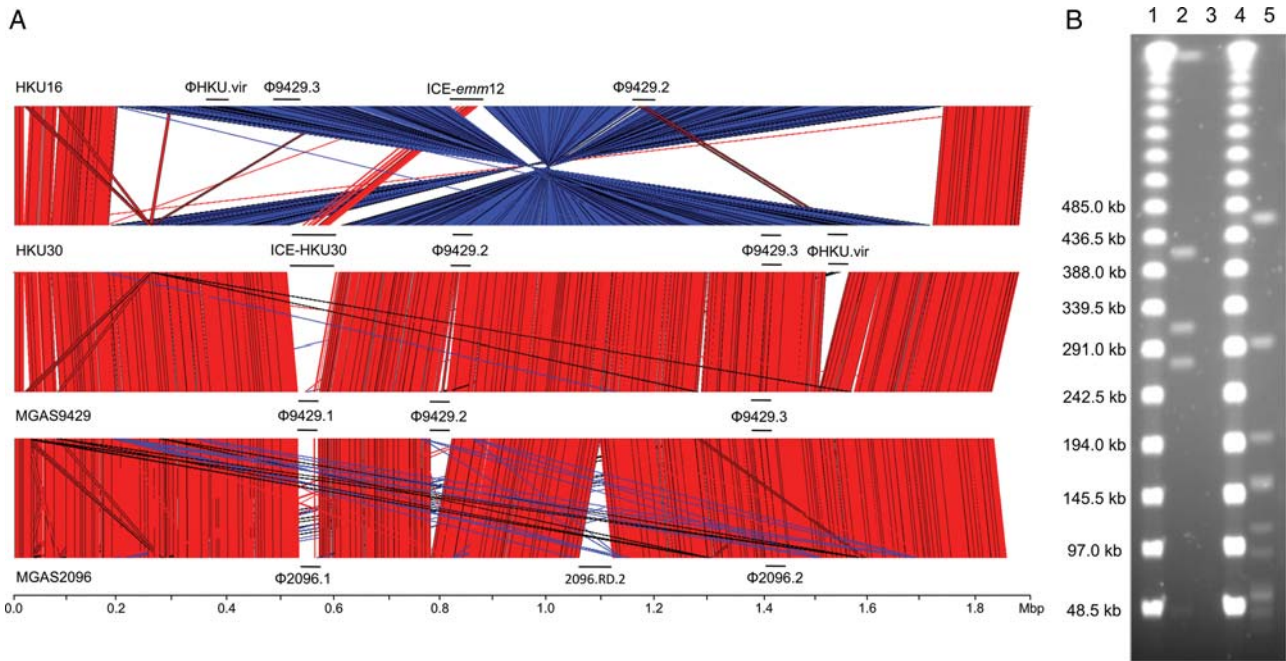 A
HKU16
ΦHKU.vir
Φ9429.3
ICE-emm12
Φ9429.2
HKU30
ICE-HKU30
Φ9429.2
Φ9429.3
ΦHKU.vir
MGAS9429
Φ9429.1
Φ9429.2
Φ9429.3
MGAS2096
Φ2096.1
2096.RD.2
Φ2096.2
0.0 0.2 0.4 0.6 0.8 1.0 1.2 1.4 1.6 1.8 Mbp
B
1 2 3 4 5
485.0 kb
436.5 kb
388.0 kb
339.5 kb
291.0 kb
242.5 kb
194.0 kb
145.5 kb
97.0 kb
48.5 kb